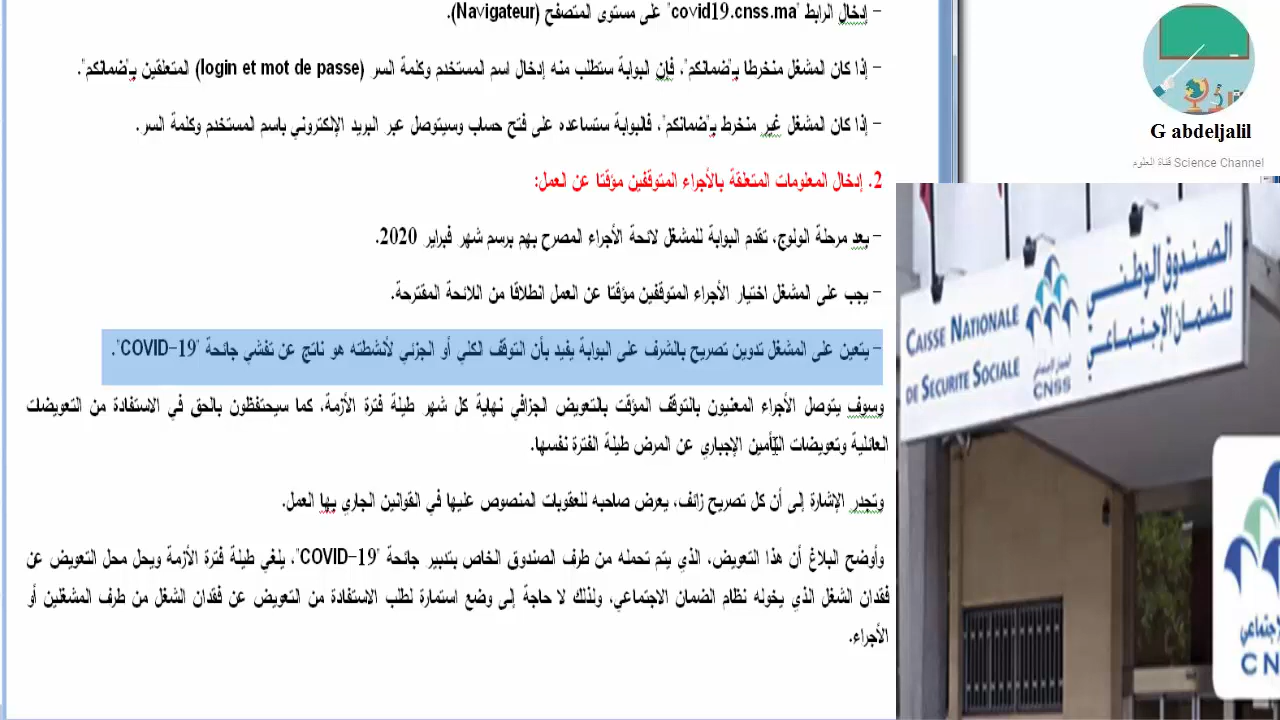 − إدخال الرابط "covid19.cnss.ma" على مستوى المتصفح (Navigateur).
− إذا كان المشغل منخرطا بـ"ضمانكم"، فإن البوابة ستطلب منه إدخال اسم المستخدم وكلمة السر (login et mot de passe) المتعلقين بـ"ضمانكم".
− إذا كان المشغل غير منخرط بـ"ضمانكم"، فالبوابة ستساعده على فتح حساب وسيتوصل عبر البريد الإلكتروني باسم المستخدم وكلمة السر.
2. إدخال المعلومات المتعلقة بالأجراء المتوقفين مؤقتا عن العمل:
− بعد مرحلة الولوج، تقدم البوابة للمشغل لائحة الأجراء المصرح بهم برسم شهر فبراير 2020.
− يجب على المشغل اختيار الأجراء المتوقفين مؤقتا عن العمل انطلاقا من اللائحة المقترحة.
− يتعين على المشغل تدوين تصريح بالشرف على البوابة يفيد بأن التوقف الكلي أو الجزئي لأنشطته هو ناتج عن تفشي جائحة "COVID−19".
وسوف يتوصل الأجراء المعنيون بالتوقف المؤقت بالتعويض الجزافي نهاية كل شهر طيلة فترة الأزمة، كما سيحتفظون بالحق في الاستفادة من التعويضات
العائلية وتعويضات التأمين الإجباري عن المرض طيلة الفترة نفسها.
وتجدر الإشارة إلى أن كل تصريح زائف، يعرض صاحبه للعقوبات المنصوص عليها في القوانين الجاري بها العمل.
وأوضح البلاغ أن هذا التعويض، الذي يتم تحمله من طرف الصندوق الخاص بتدبير جائحة "COVID−19"، يلغي طيلة فترة الأزمة ويحل محل التعويض عن
فقدان الشغل الذي يخوله نظام الضمان الاجتماعي، ولذلك لا حاجة إلى وضع استمارة لطلب الاستفادة من التعويض عن فقدان الشغل من طرف المشغلين أو
الأجراء.
G abdeljalil
قناة العلوم Science Channel
الصندوق الوطني
للضمان الإجتماعي
CAISSE NATIONALE
DE SÉCURITÉ SOCIALE
الضمان الإجتماعي
CNSS
CN